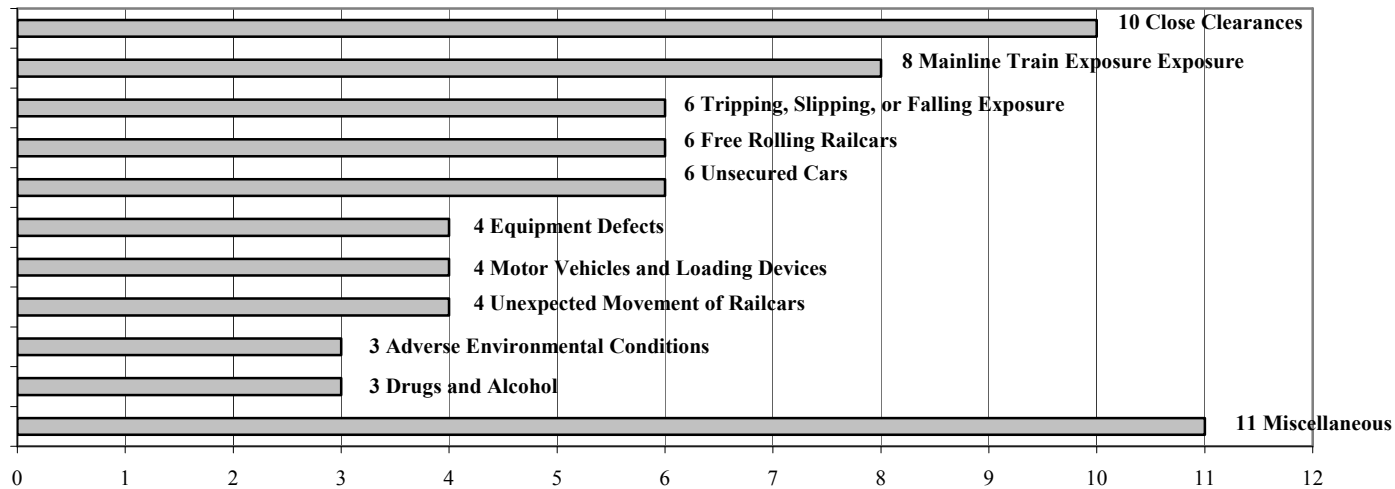 10 Close Clearances
8 Mainline Train Exposure Exposure
6 Tripping, Slipping, or Falling Exposure
6 Free Rolling Railcars
6 Unsecured Cars
4 Equipment Defects
4 Motor Vehicles and Loading Devices
4 Unexpected Movement of Railcars
3 Adverse Environmental Conditions
3 Drugs and Alcohol
11 Miscellaneous
0 1 2 3 4 5 6 7 8 9 10 11 12